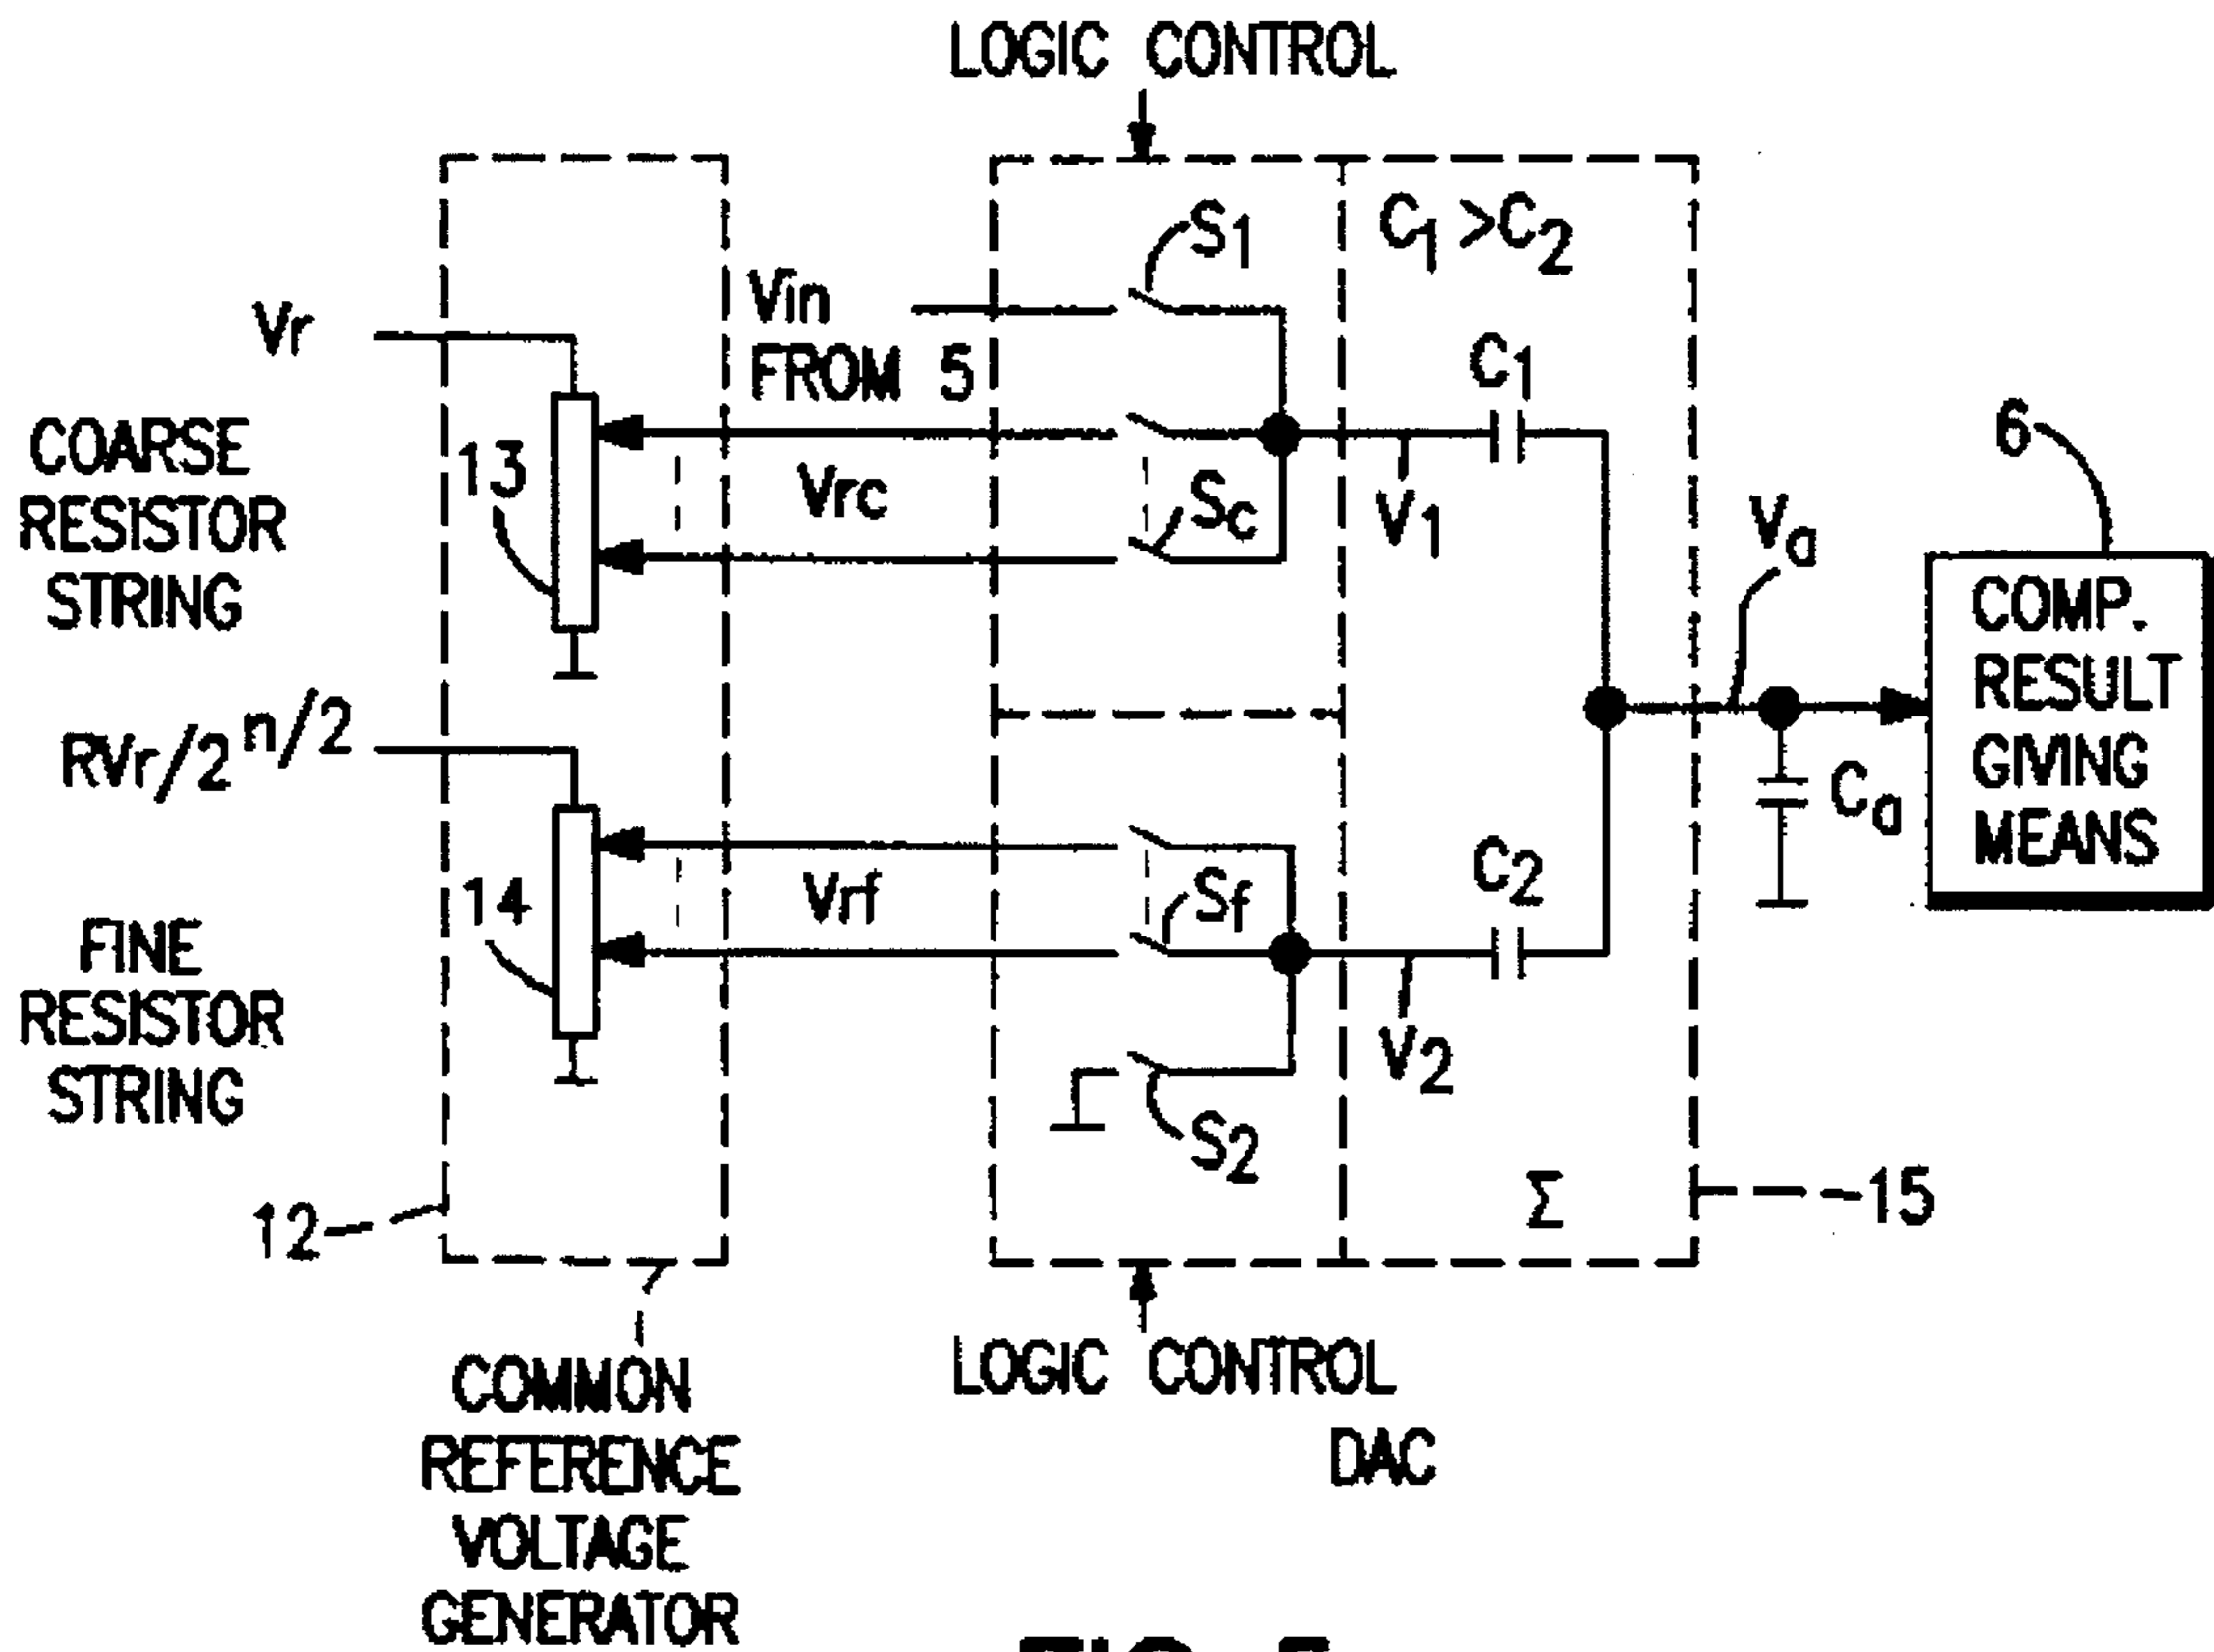 LOGIC CONTROL
S1
C1 >C2
Vin
FROM 5
Vr
C1
6
COARSE
RESISTOR
STRING
13
Vrc
Sc
V1
Va
COMP.
RESULT
GIVING
MEANS
RVr/2 n/2
Ca
C2
14
Vrf
Sf
FINE
RESISTOR
STRING
V2
S2
12
Σ
15
COMMON
REFERENCE
VOLTAGE
GENERATOR
LOGIC CONTROL
DAC